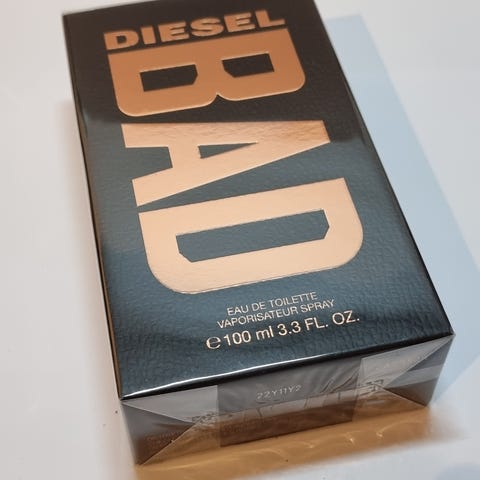 DIESEL
BAD
EAU DE TOILETTE
VAPORISATEUR SPRAY
℮ 100 ml 3.3 FL. OZ.
22Y11Y2